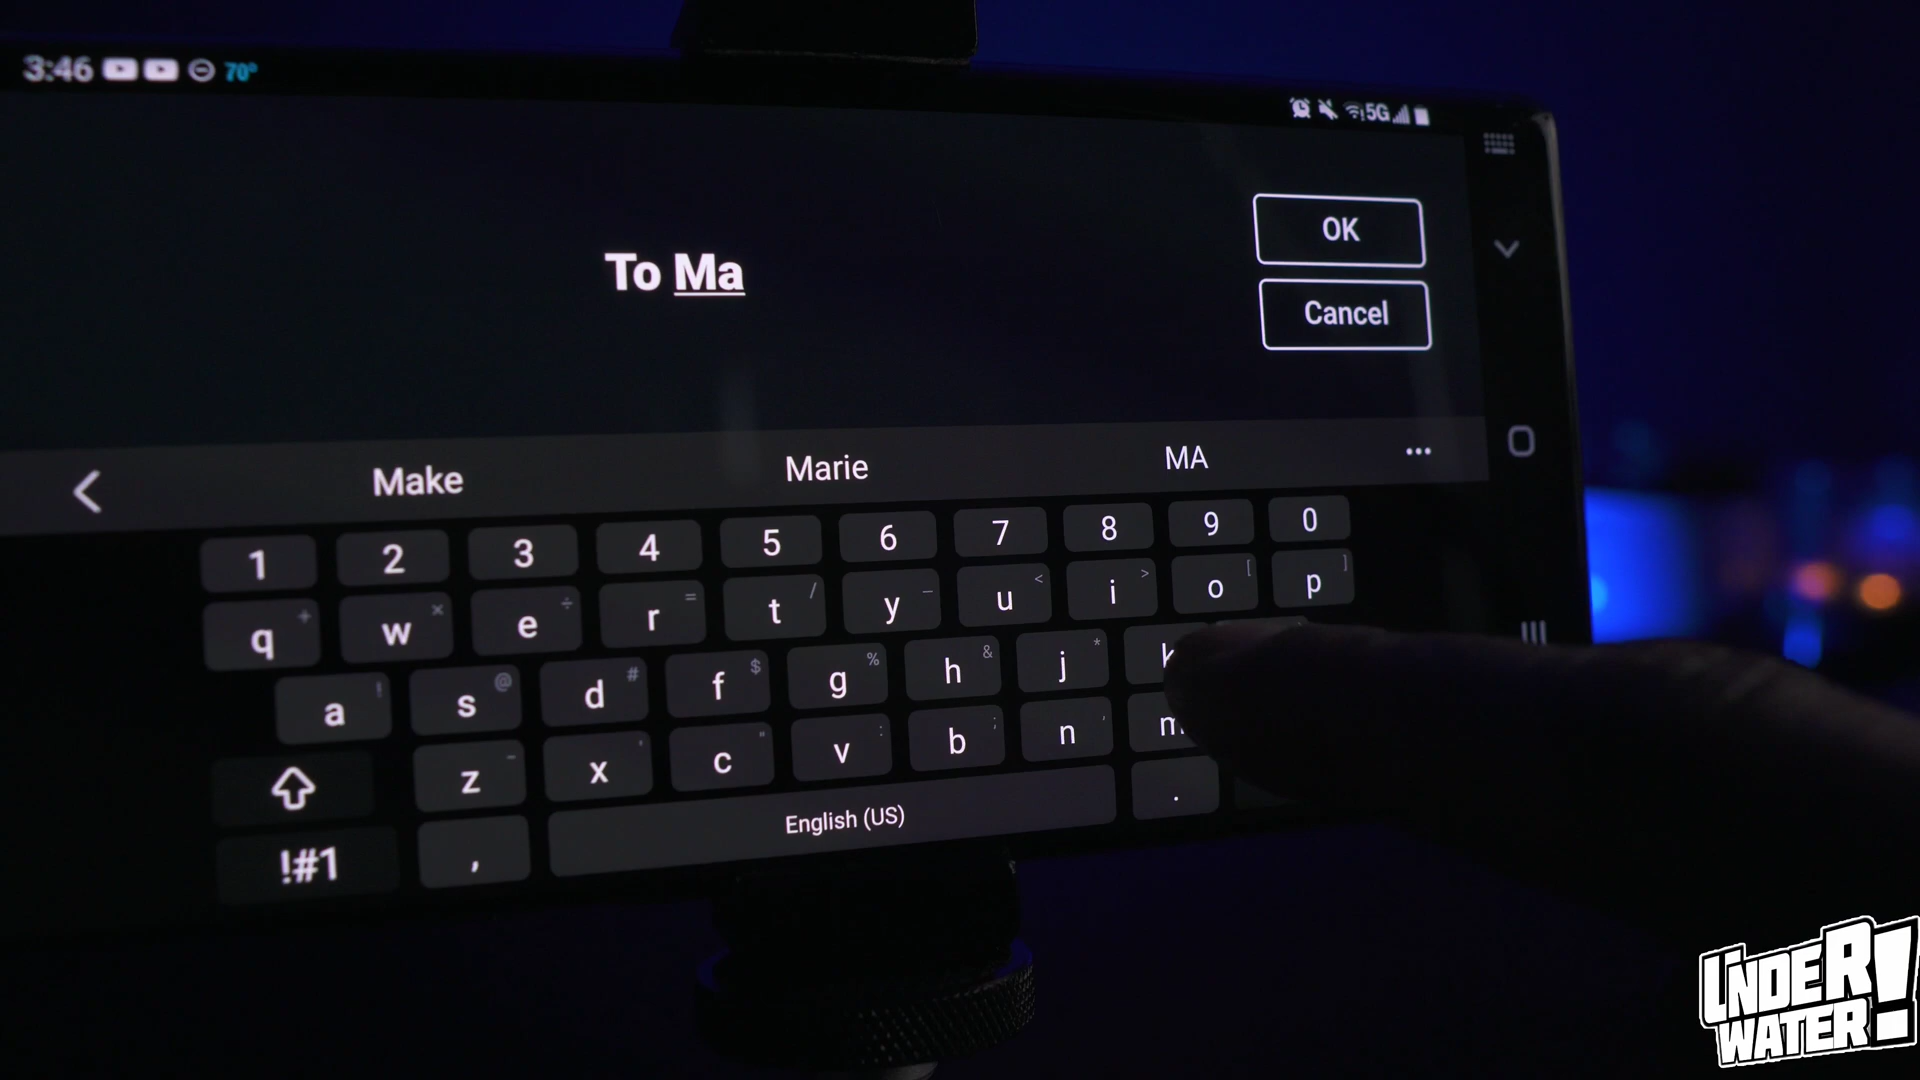 3:46 70° 5G
OK
To Ma
Cancel
Make Marie MA ...
1 2 3 4 5 6 7 8 9 0
q + w × e ÷ r = t / y _ u < i > o [ p ]
a ! s @ d # f $ g % h & j * k
z - x ' c " v : b ; n , m
!#1 , English (US) .
UNDER
WATER!